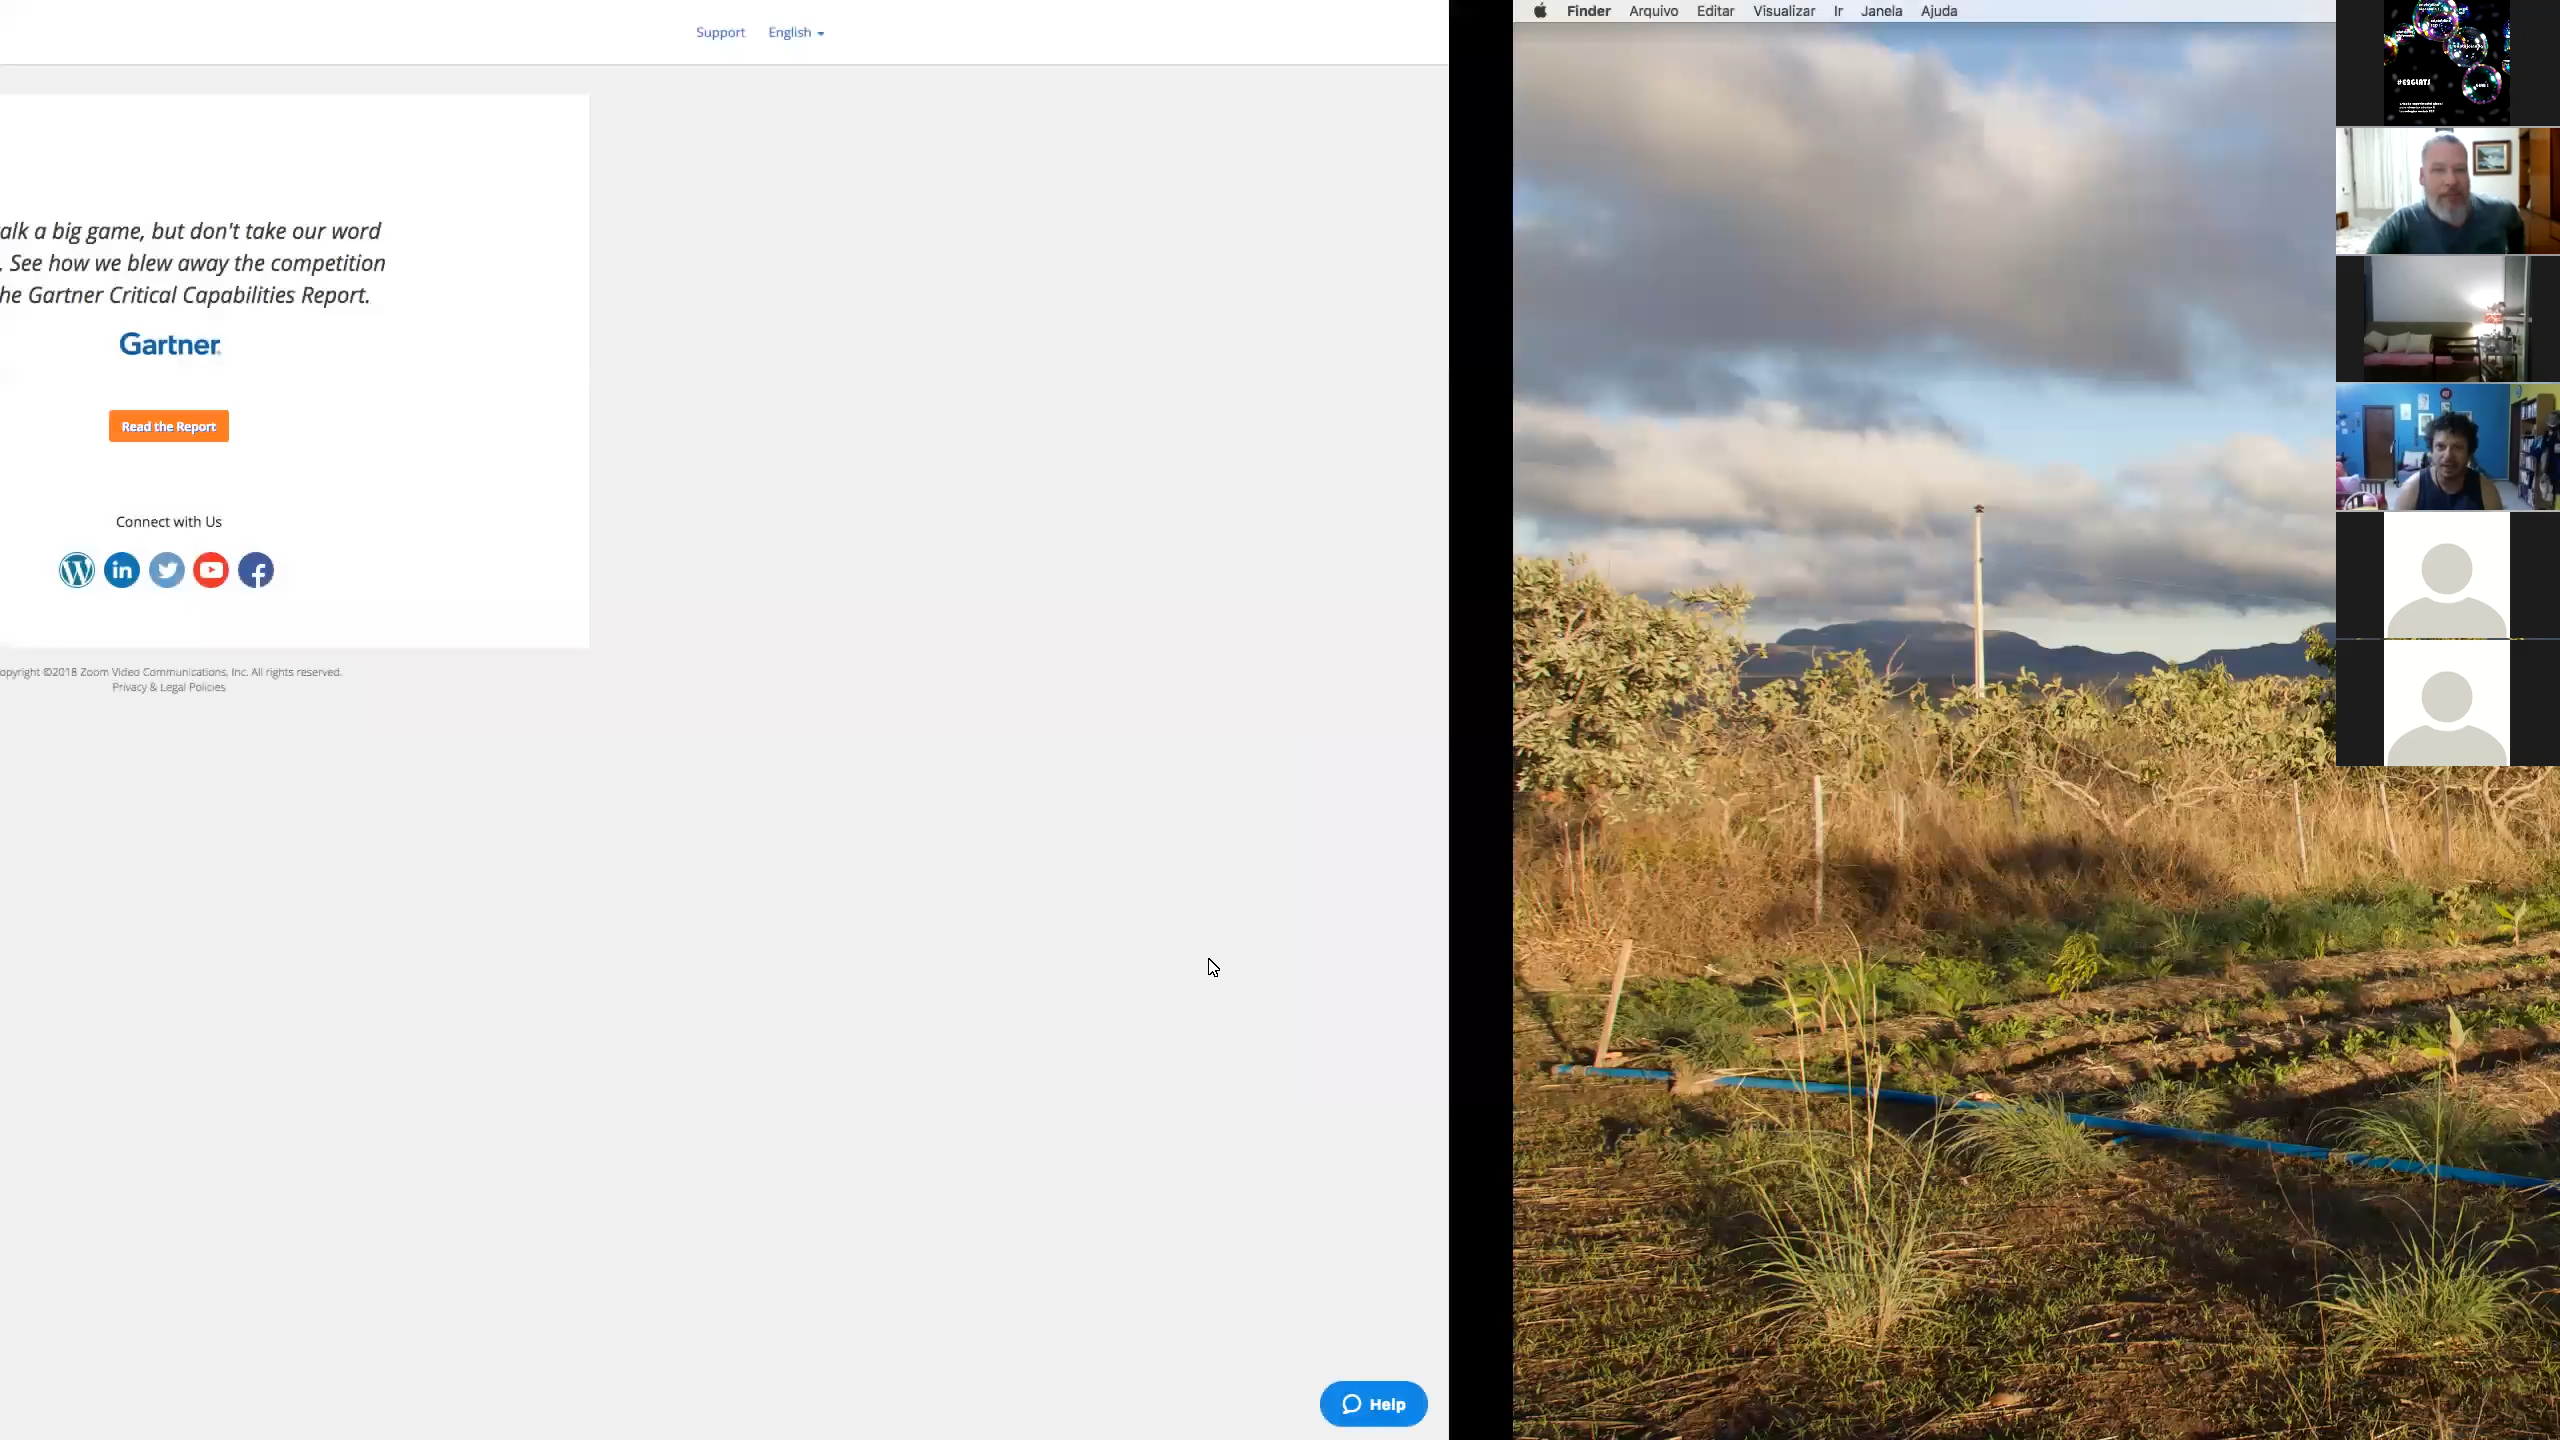 Support English
alk a big game, but don't take our word
. See how we blew away the competition
he Gartner Critical Capabilities Report.
Gartner
Read the Report
Connect with Us
opyright ©2018 Zoom Video Communications, Inc. All rights reserved.
Privacy & Legal Policies
Help
Finder Arquivo Editar Visualizar Ir Janela Ajuda